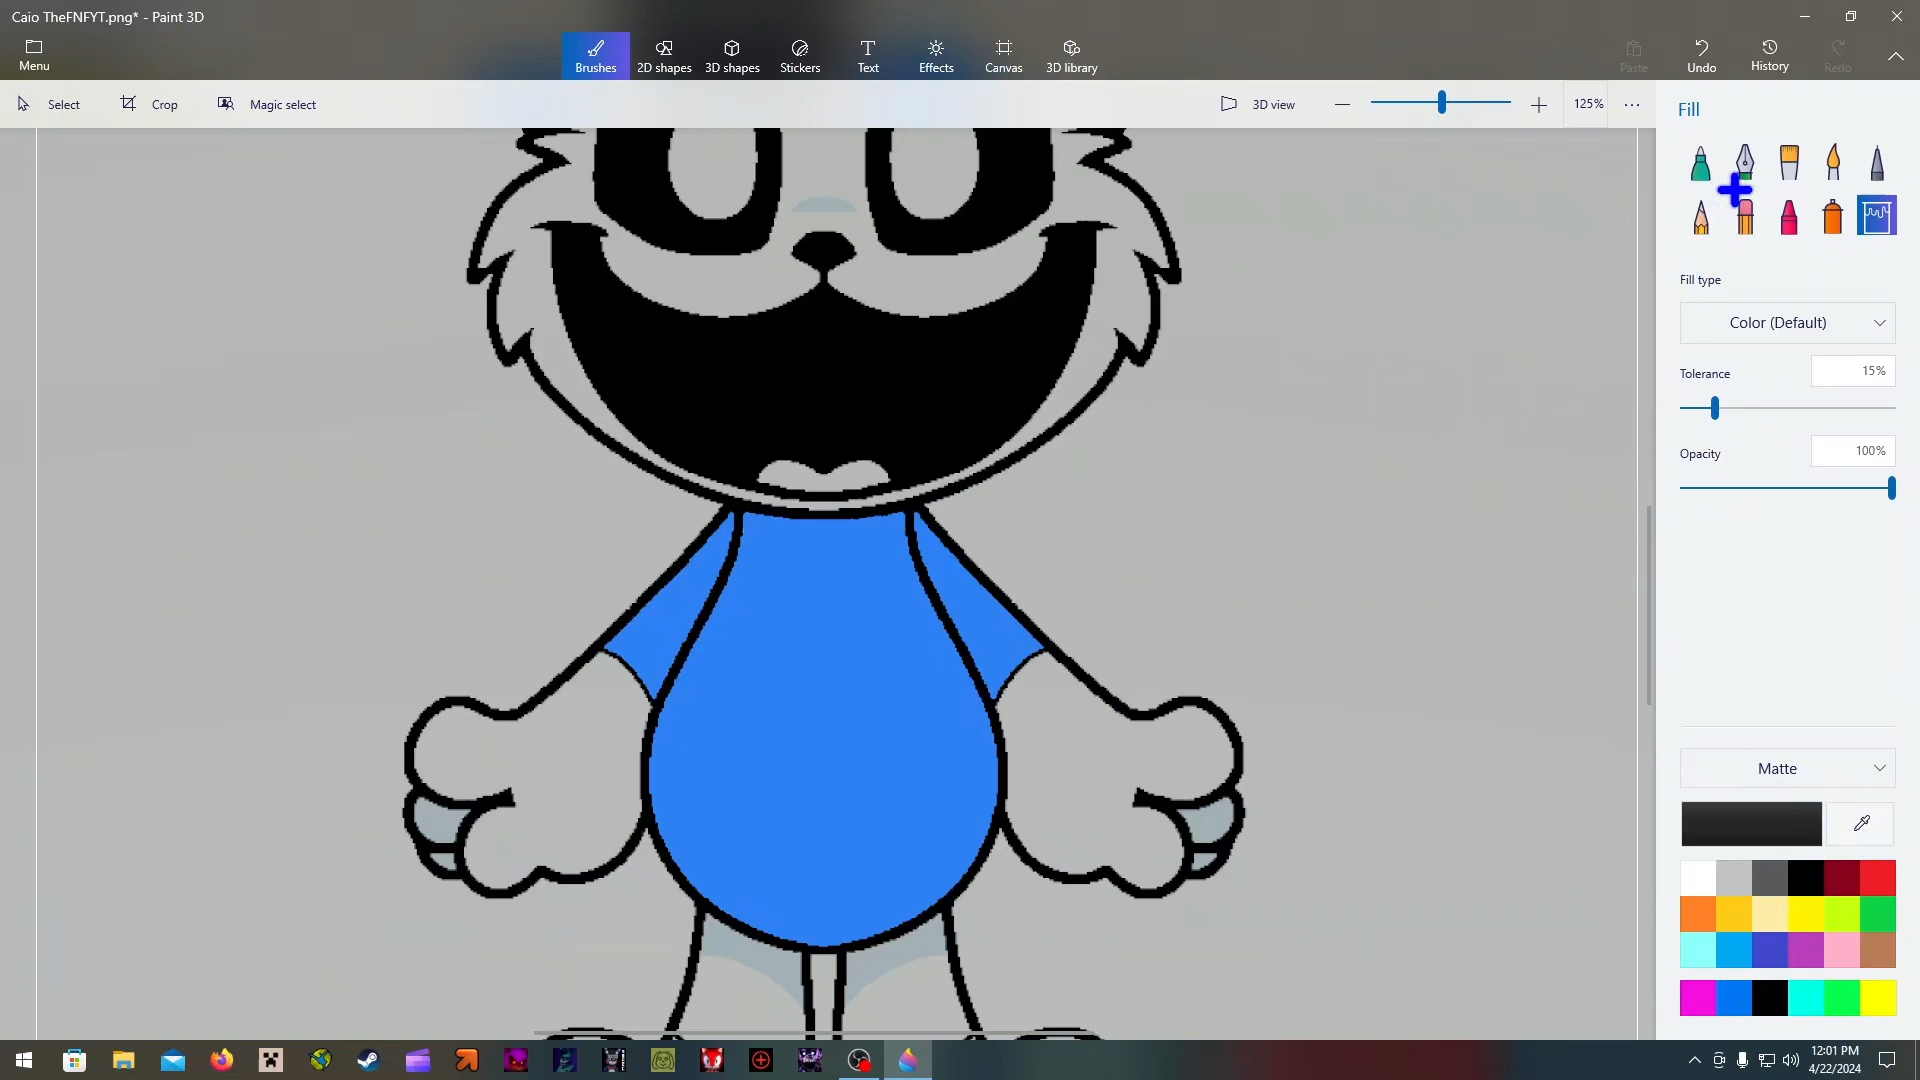 Caio TheFNFYT.png* - Paint 3D
Menu
Brushes
2D shapes
3D shapes
Stickers
Text
Effects
Canvas
3D library
Paste
Undo
History
Redo
Select
Crop
Magic select
3D view
125%
Fill
Fill type
Color (Default)
Tolerance
15%
Opacity
100%
Matte
12:01 PM
4/22/2024